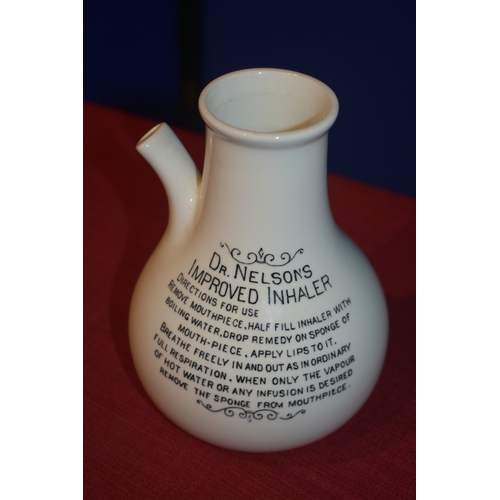 DR. NELSON'S
IMPROVED INHALER
DIRECTIONS FOR USE
REMOVE MOUTHPIECE, HALF FILL INHALER WITH
BOILING WATER. DROP REMEDY ON SPONGE OF
MOUTH-PIECE, APPLY LIPS TO IT.
BREATHE FREELY IN AND OUT AS IN ORDINARY
FULL RESPIRATION. WHEN ONLY THE VAPOUR
OF HOT WATER OR ANY INFUSION IS DESIRED
REMOVE THE SPONGE FROM MOUTHPIECE.